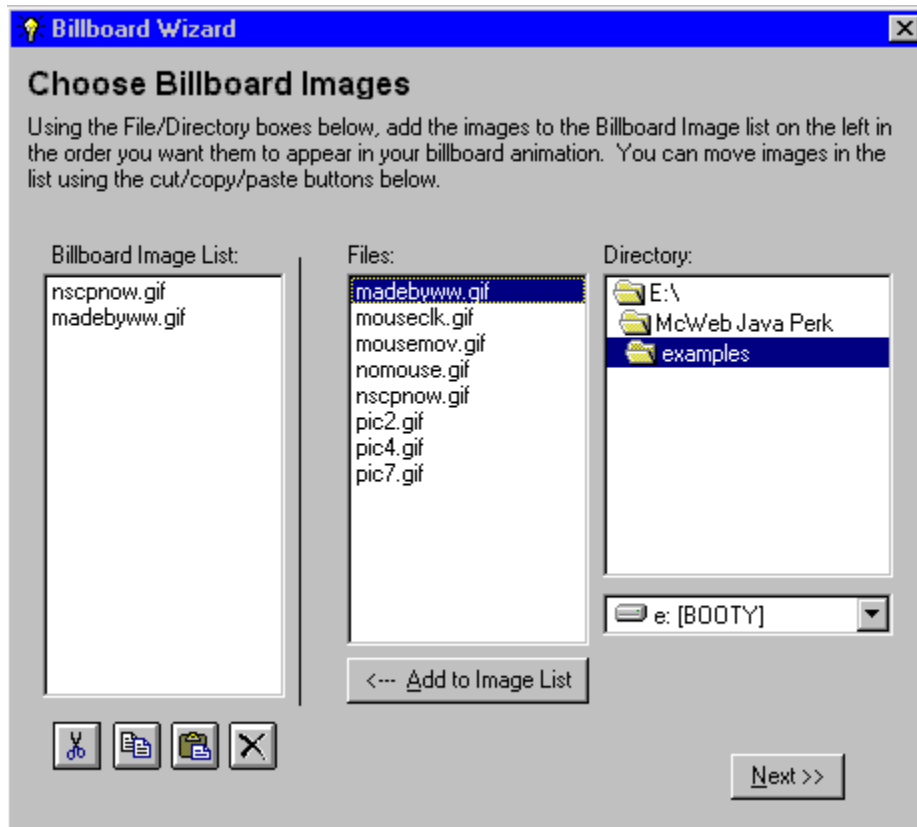 Billboard Wizard
Choose Billboard Images
Using the File/Directory boxes below, add the images to the Billboard Image list on the left in
the order you want them to appear in your billboard animation.  You can move images in the
list using the cut/copy/paste buttons below.
Billboard Image List:
nscpnow.gif
madebyww.gif
Files:
madebyww.gif
mouseclk.gif
mousemov.gif
nomouse.gif
nscpnow.gif
pic2.gif
pic4.gif
pic7.gif
<--- Add to Image List
Directory:
E:\
McWeb Java Perk
examples
e: [BOOTY]
Next >>